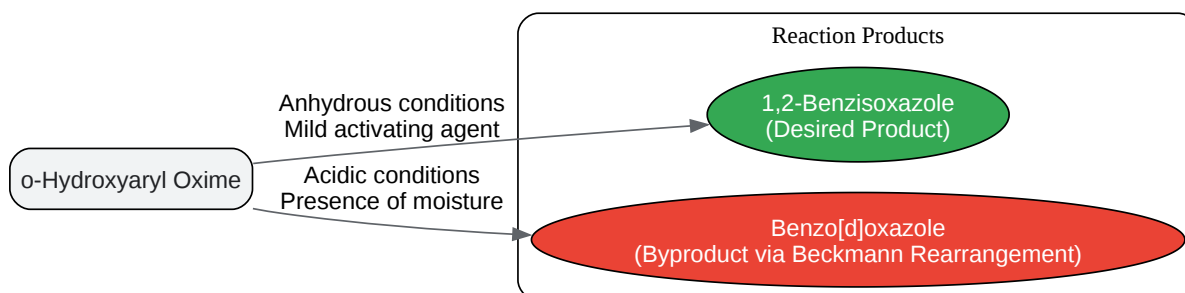 Reaction Products
1,2-Benzisoxazole
(Desired Product)
Anhydrous conditions
Mild activating agent
o-Hydroxyaryl Oxime
Acidic conditions
Presence of moisture
Benzo[d]oxazole
(Byproduct via Beckmann Rearrangement)